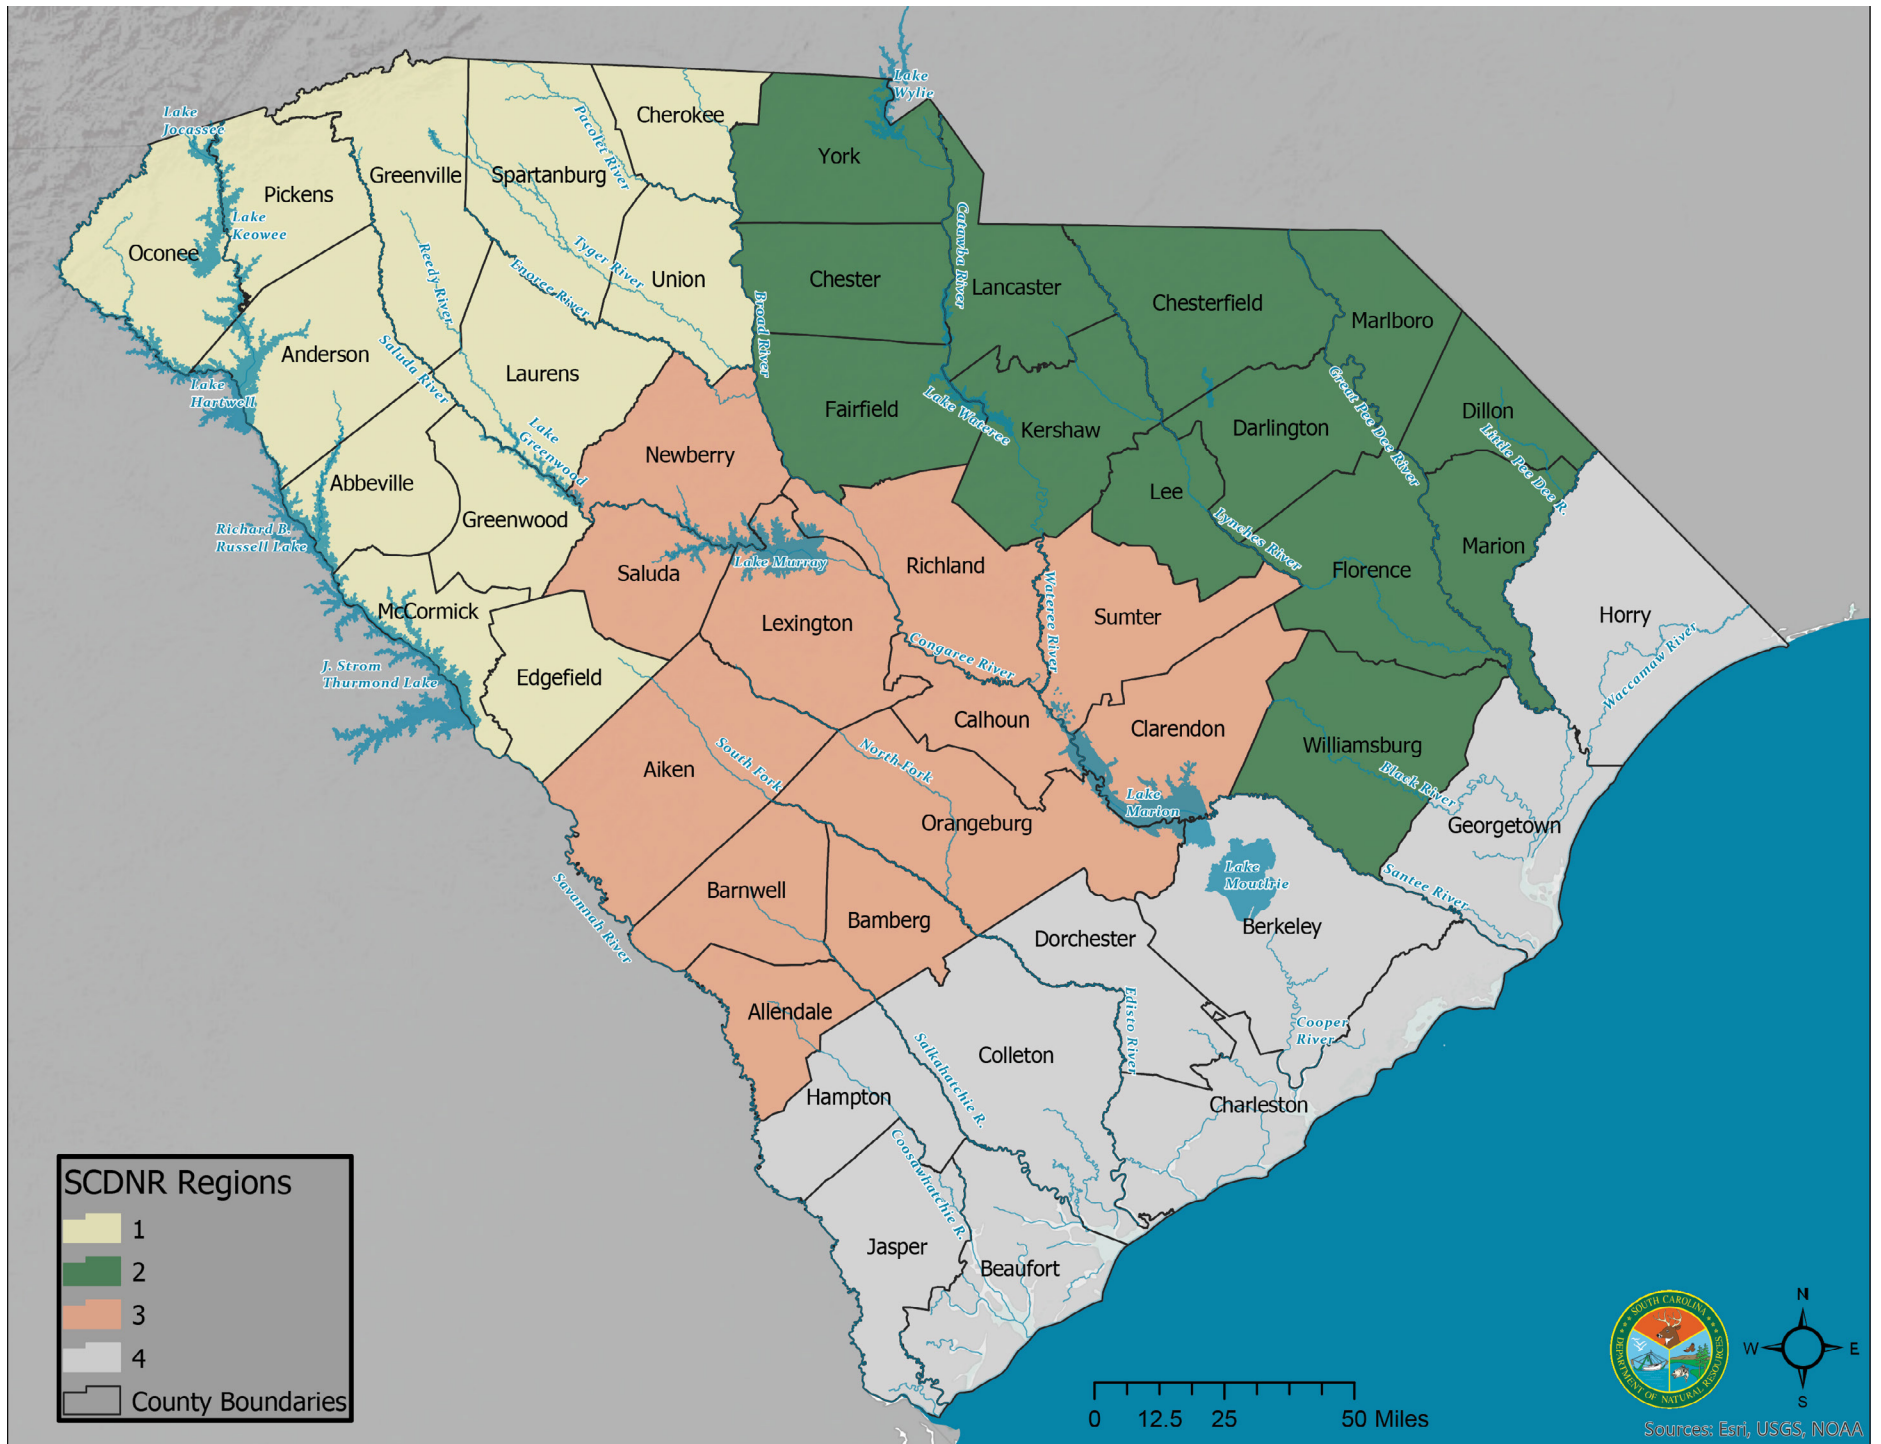 Lake
Wylie
Lake
Jocassee
Cherokee
Pacolet River
York
Greenville
Spartanburg
Pickens
Lake
Keowee
Oconee
Reedy River
Tyger River
Enoree River
Union
Chester
Catawba River
Lancaster
Chesterfield
Marlboro
Broad River
Anderson
Saluda River
Laurens
Lake
Hartwell
Lake Wateree
Fairfield
Kershaw
Darlington
Great Pee Dee River
Dillon
Little Pee Dee R.
Lake
Greenwood
Newberry
Abbeville
Greenwood
Lee
Lynches River
Richard B.
Russell Lake
Marion
Lake Murray
Saluda
Richland
Florence
McCormick
Lexington
Wateree River
Sumter
Horry
Waccamaw River
Congaree River
J. Strom
Thurmond Lake
Edgefield
Calhoun
Clarendon
Williamsburg
Black River
Aiken
South Fork
North Fork
Lake
Marion
Orangeburg
Georgetown
Lake
Moultrie
Santee River
Savannah River
Barnwell
Bamberg
Dorchester
Berkeley
Allendale
Edisto River
Cooper
River
Salkahatchie R.
Colleton
Hampton
Charleston
Coosawhatchie R.
Jasper
Beaufort
SCDNR Regions
1
2
3
4
County Boundaries
0 12.5 25 50 Miles
SOUTH CAROLINA
DEPARTMENT OF NATURAL RESOURCES
N
W E
S
Sources: Esri, USGS, NOAA